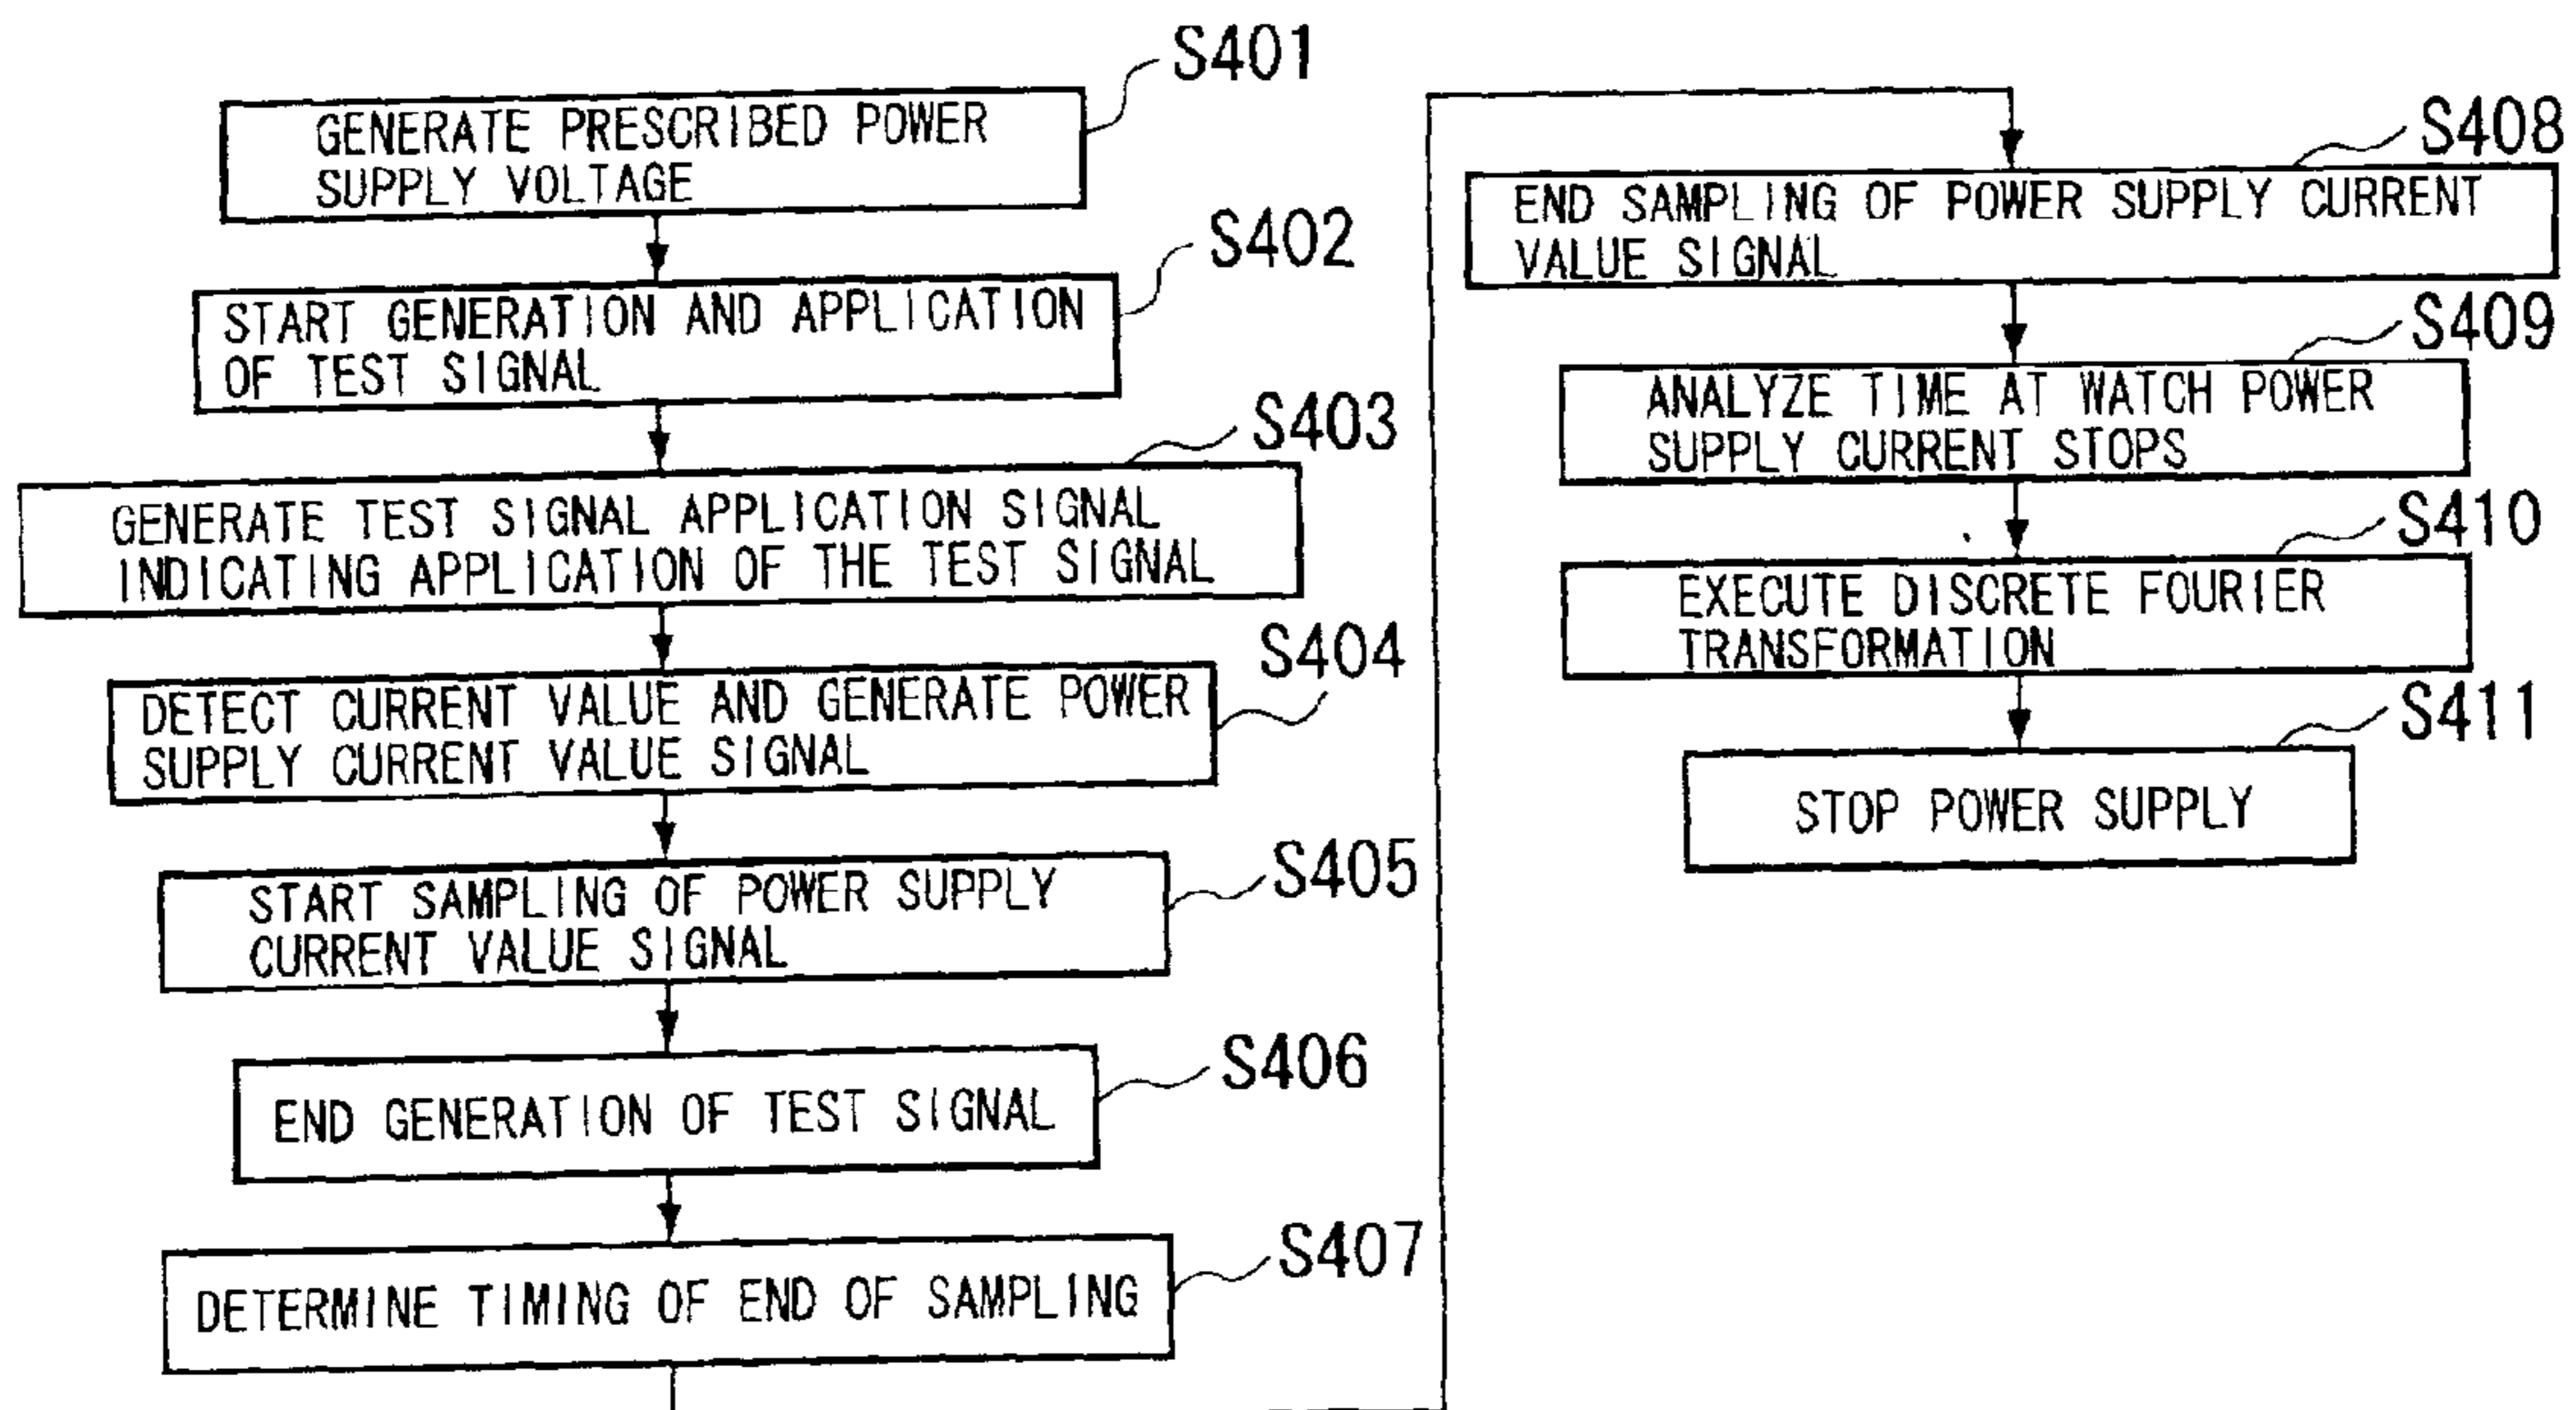 S401
GENERATE PRESCRIBED POWER
SUPPLY VOLTAGE
S402
START GENERATION AND APPLICATION
OF TEST SIGNAL
S403
GENERATE TEST SIGNAL APPLICATION SIGNAL
INDICATING APPLICATION OF THE TEST SIGNAL
S404
DETECT CURRENT VALUE AND GENERATE POWER
SUPPLY CURRENT VALUE SIGNAL
S405
START SAMPLING OF POWER SUPPLY
CURRENT VALUE SIGNAL
S406
END GENERATION OF TEST SIGNAL
S407
DETERMINE TIMING OF END OF SAMPLING
S408
END SAMPLING OF POWER SUPPLY CURRENT
VALUE SIGNAL
S409
ANALYZE TIME AT WATCH POWER
SUPPLY CURRENT STOPS
S410
EXECUTE DISCRETE FOURIER
TRANSFORMATION
S411
STOP POWER SUPPLY